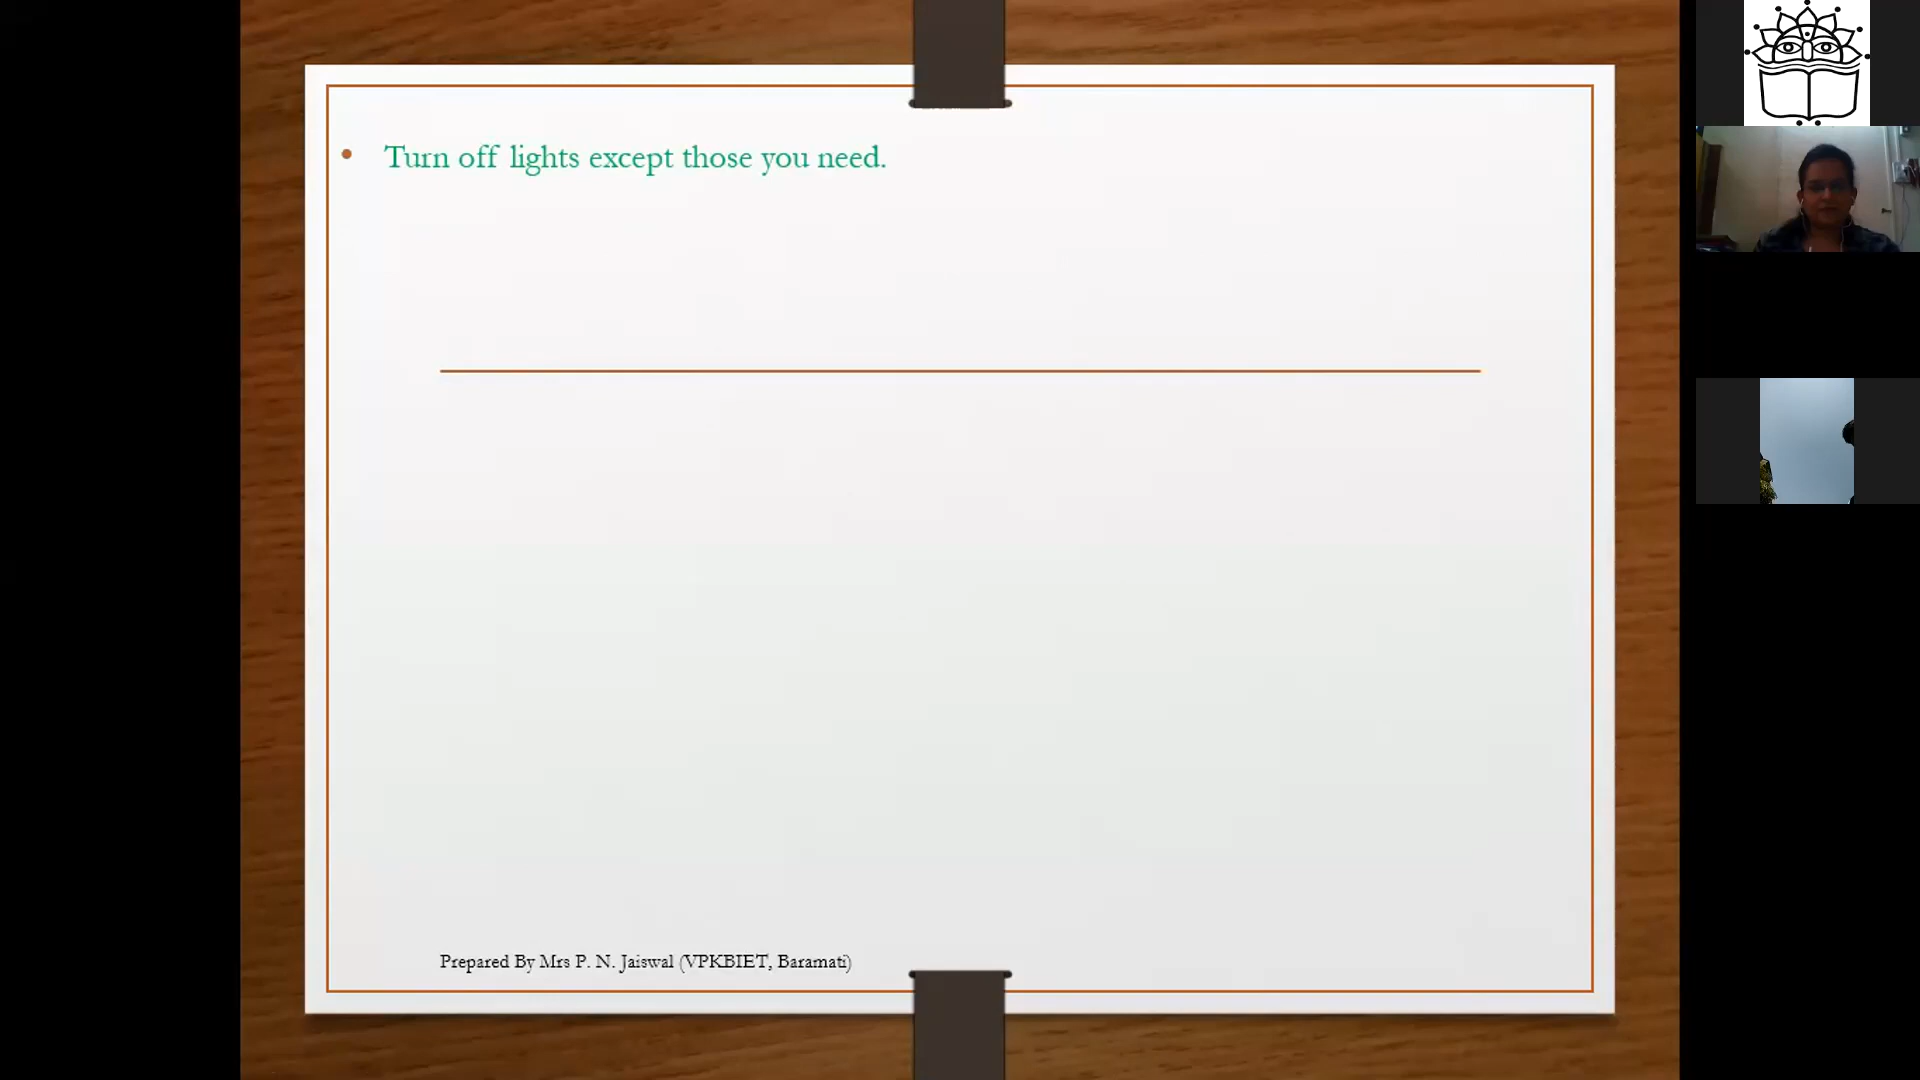 Turn off lights except those you need.
Prepared By Mrs P. N. Jaiswal (VPKBIET, Baramati)